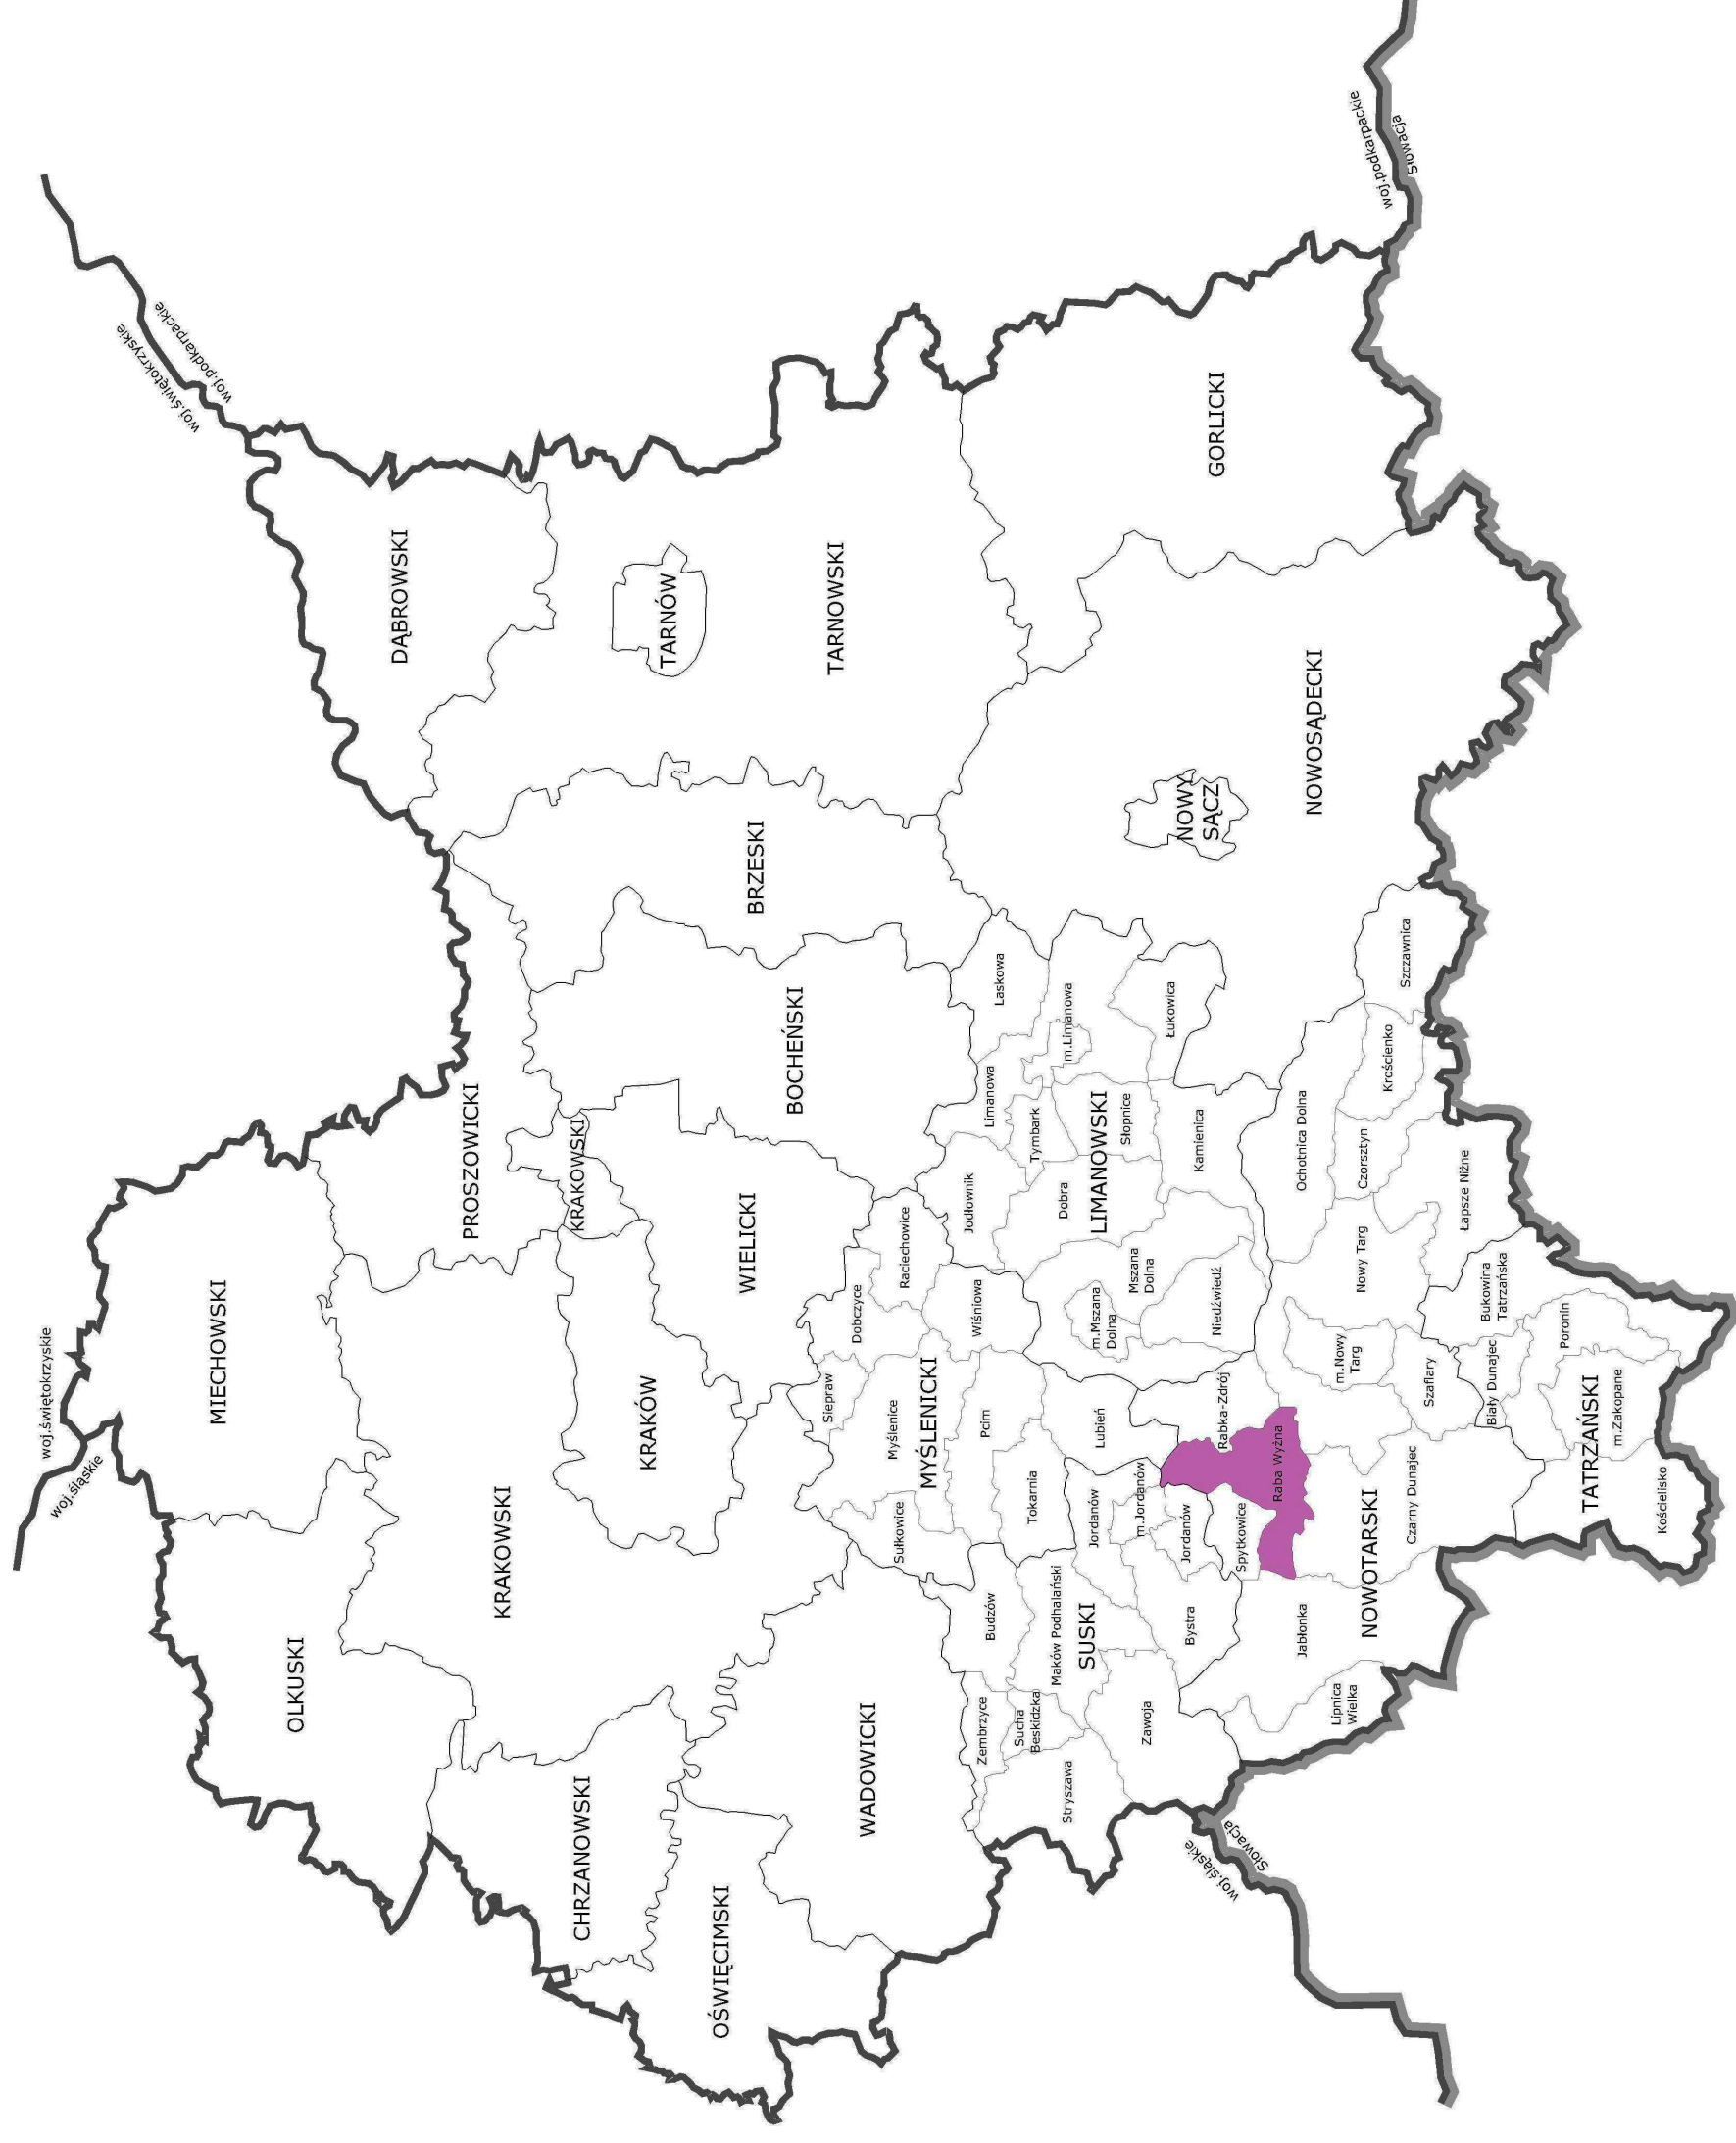 woj.świętokrzyskie
woj.śląskie
MIECHOWSKI
woj.świętokrzyskie
woj.podkarpackie
OLKUSKI
DĄBROWSKI
PROSZOWICKI
KRAKOWSKI
KRAKOWSKI
KRAKÓW
TARNÓW
TARNOWSKI
BRZESKI
BOCHEŃSKI
WIELICKI
CHRZANOWSKI
OŚWIĘCIMSKI
WADOWICKI
Dobczyce
Raciechowice
Siepraw
Myślenice
MYŚLENICKI
Wiśniowa
Sułkowice
Pcim
Tokarnia
Lubień
Laskowa
Limanowa
m.Limanowa
Łukowica
Jodłownik
Tymbark
Słopnice
Dobra
LIMANOWSKI
Kamienica
Mszana
Dolna
m.Mszana
Dolna
Niedźwiedź
Budzów
Zembrzyce
Maków Podhalański
Sucha
Beskidzka
SUSKI
Stryszawa
Zawoja
Bystra
Jordanów
m.Jordanów
Jordanów
Spytkowice
Raba Wyżna
Rabka-Zdrój
GORLICKI
NOWY
SĄCZ
NOWOSĄDECKI
Szczawnica
Krościenko
Ochotnica Dolna
Czorsztyn
Łapsze Niżne
Nowy Targ
m.Nowy
Targ
Szaflary
Czarny Dunajec
NOWOTARSKI
Jabłonka
Lipnica
Wielka
Bukowina
Tatrzańska
Biały Dunajec
Poronin
m.Zakopane
TATRZAŃSKI
Kościelisko
woj.podkarpackie
Słowacja
woj.śląskie
Słowacja